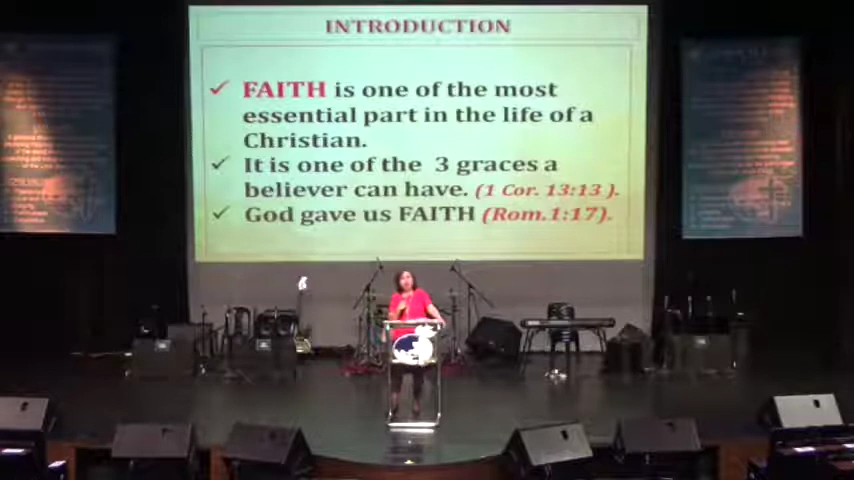 INTRODUCTION
✓ FAITH is one of the most
essential part in the life of a
Christian.
✓ It is one of the 3 graces a
believer can have. (1 Cor. 13:13 ).
✓ God gave us FAITH (Rom.1:17).